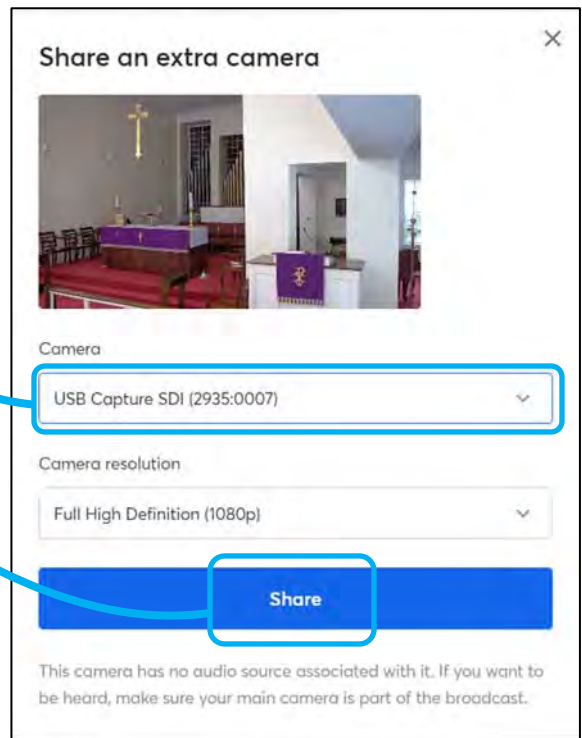 Share an extra camera
Camera
USB Capture SDI (2935:0007)
Camera resolution
Full High Definition (1080p)
Share
This camera has no audio source associated with it. If you want to
be heard, make sure your main camera is part of the broadcast.